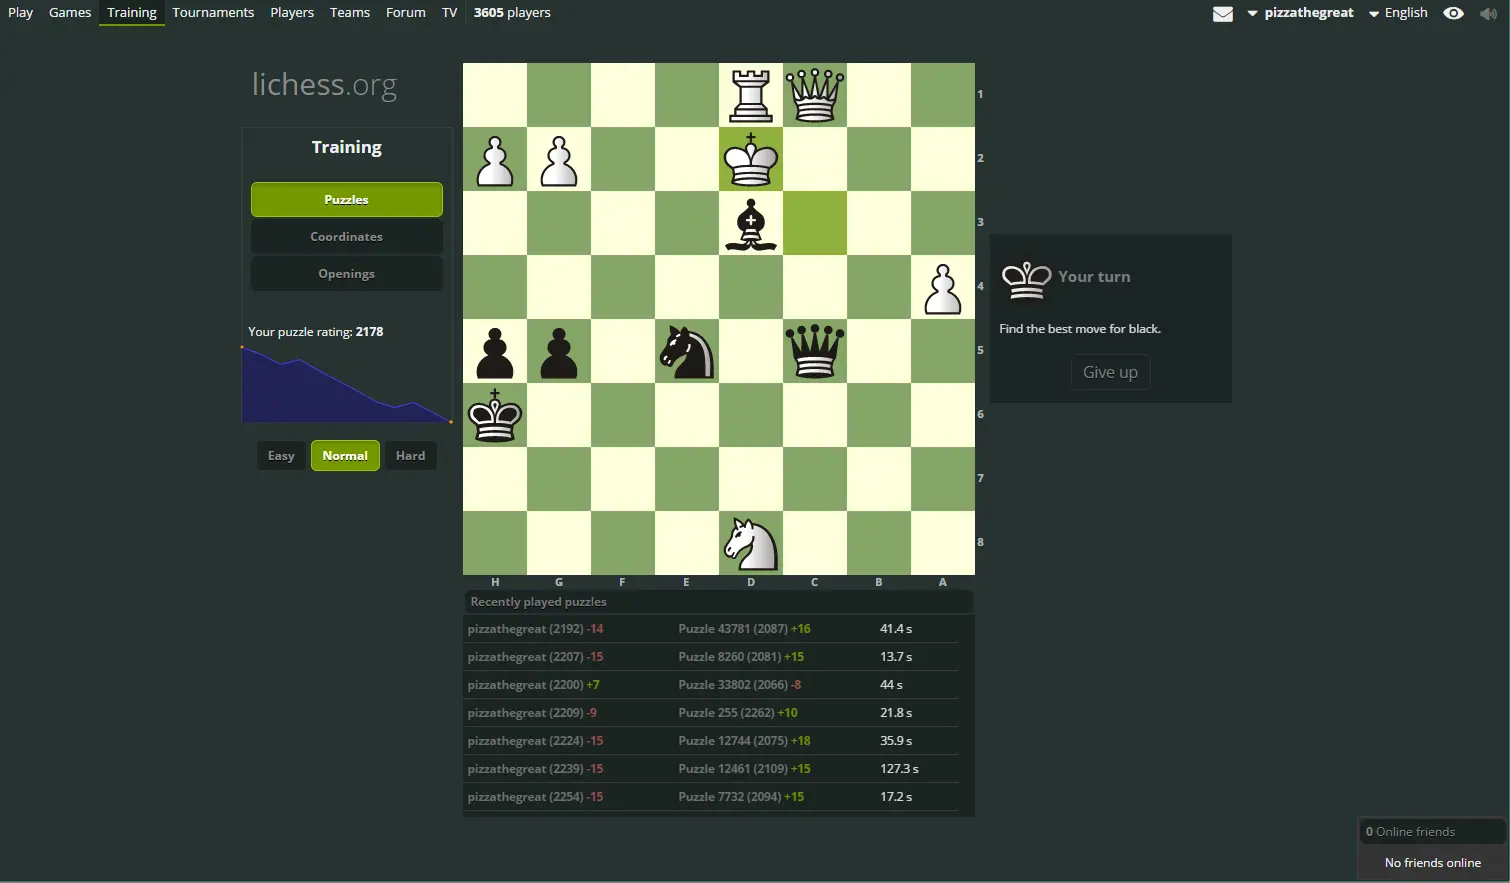 Play Games Training Tournaments Players Teams Forum TV 3605 players pizzathegreat English
lichess.org
Training
Puzzles
Coordinates
Openings
Your puzzle rating: 2178
Easy Normal Hard
1
2
3
4
5
6
7
8
H G F E D C B A
Your turn
Find the best move for black.
Give up
Recently played puzzles
pizzathegreat (2192) -14 Puzzle 43781 (2087) +16 41.4 s
pizzathegreat (2207) -15 Puzzle 8260 (2081) +15 13.7 s
pizzathegreat (2200) +7 Puzzle 33802 (2066) -8 44 s
pizzathegreat (2209) -9 Puzzle 255 (2262) +10 21.8 s
pizzathegreat (2224) -15 Puzzle 12744 (2075) +18 35.9 s
pizzathegreat (2239) -15 Puzzle 12461 (2109) +15 127.3 s
pizzathegreat (2254) -15 Puzzle 7732 (2094) +15 17.2 s
0 Online friends
No friends online